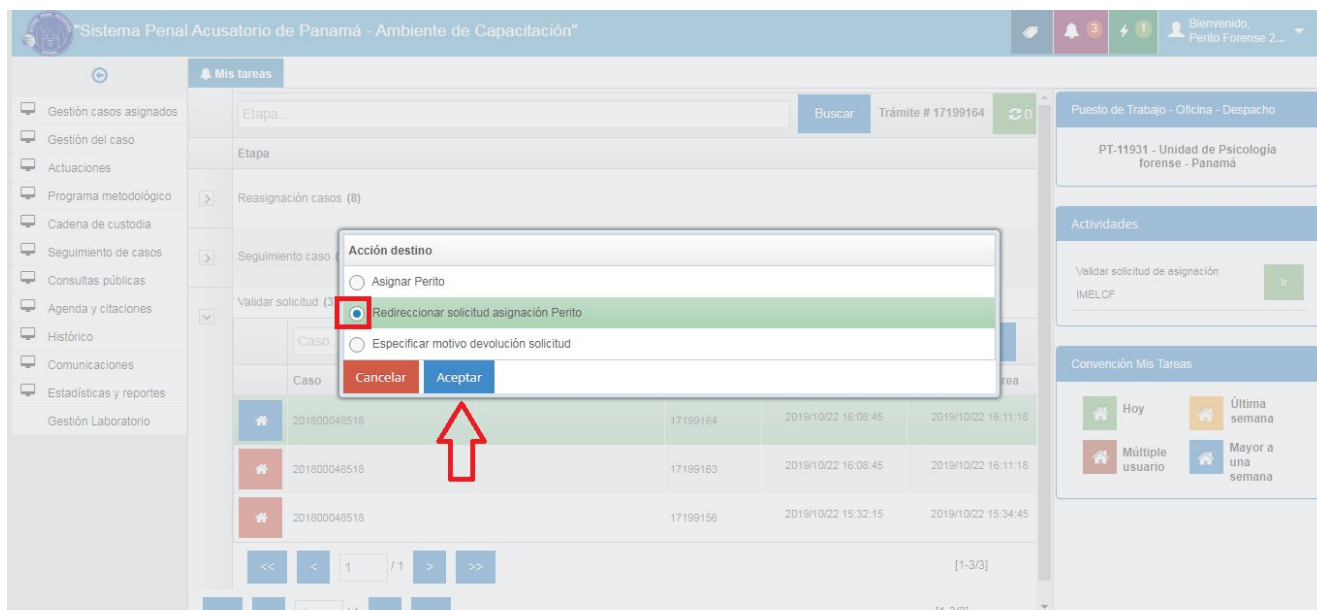 "Sistema Penal Acusatorio de Panamá - Ambiente de Capacitación"
3
1
Bienvenido,
Perito Forense 2...
Mis tareas
Gestión casos asignados
Gestión del caso
Actuaciones
Programa metodológico
Cadena de custodia
Seguimiento de casos
Consultas públicas
Agenda y citaciones
Histórico
Comunicaciones
Estadísticas y reportes
Gestión Laboratorio
Etapa...
Buscar
Trámite # 17199164
0
Etapa
Reasignación casos (8)
Seguimiento caso (
Validar solicitud (3
Caso
Acción destino
Asignar Perito
Redireccionar solicitud asignación Perito
Especificar motivo devolución solicitud
Cancelar
Aceptar
Caso
rea
201800048518 17199164 2019/10/22 16:08:45 2019/10/22 16:11:18
201800048518 17199163 2019/10/22 16:08:45 2019/10/22 16:11:18
201800048518 17199156 2019/10/22 15:32:15 2019/10/22 15:34:45
<< < 1 / 1 > >> [1-3/3]
Puesto de Trabajo - Oficina - Despacho
PT-11931 - Unidad de Psicología
forense - Panamá
Actividades
Validar solicitud de asignación
IMELCF
Ir
Convención Mis Tareas
Hoy
Última
semana
Múltiple
usuario
Mayor a
una
semana